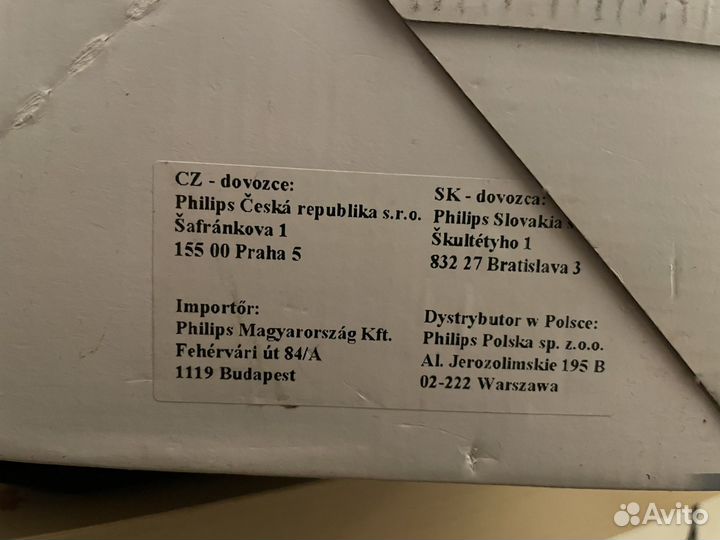 CZ - dovozce:
Philips Česká republika s.r.o.
Šafránkova 1
155 00 Praha 5
SK - dovozca:
Philips Slovakia
Škultétyho 1
832 27 Bratislava 3
Importőr:
Philips Magyarország Kft.
Fehérvári út 84/A
1119 Budapest
Dystrybutor w Polsce:
Philips Polska sp. z.o.o.
Al. Jerozolimskie 195 B
02-222 Warszawa
Avito